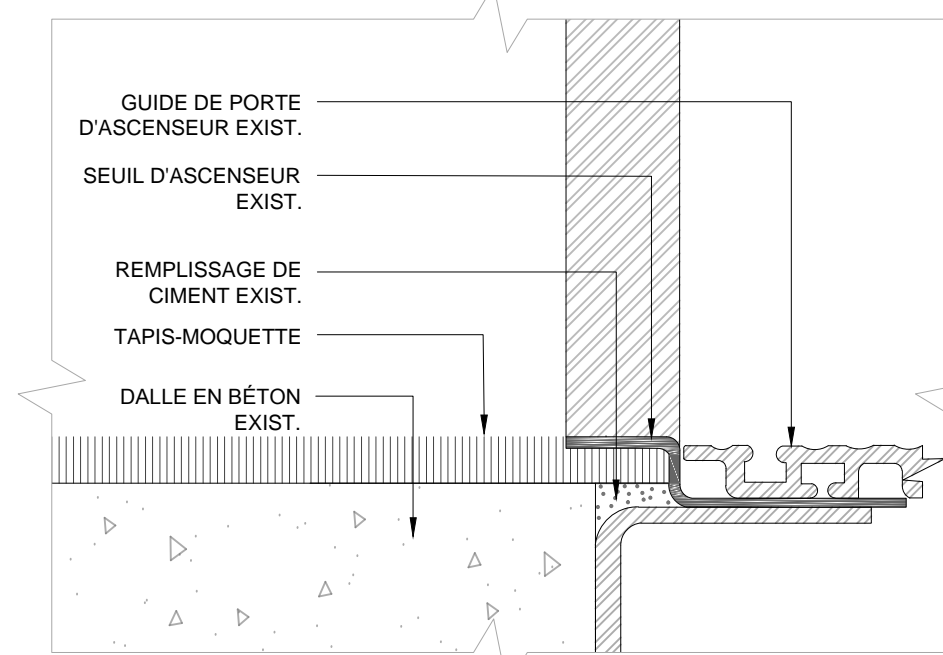 GUIDE DE PORTE
D'ASCENSEUR EXIST.
SEUIL D'ASCENSEUR
EXIST.
REMPLISSAGE DE
CIMENT EXIST.
TAPIS-MOQUETTE
DALLE EN BÉTON
EXIST.